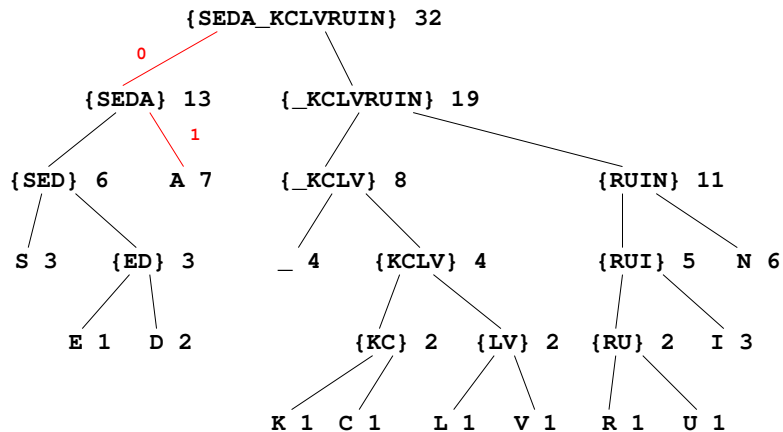 {SEDA_KCLVRUIN} 32
0
{SEDA} 13 {_KCLVRUIN} 19
1
{SED} 6 A 7 {_KCLV} 8 {RUIN} 11
S 3 {ED} 3 _ 4 {KCLV} 4 {RUI} 5 N 6
E 1 D 2 {KC} 2 {LV} 2 {RU} 2 I 3
K 1 C 1 L 1 V 1 R 1 U 1